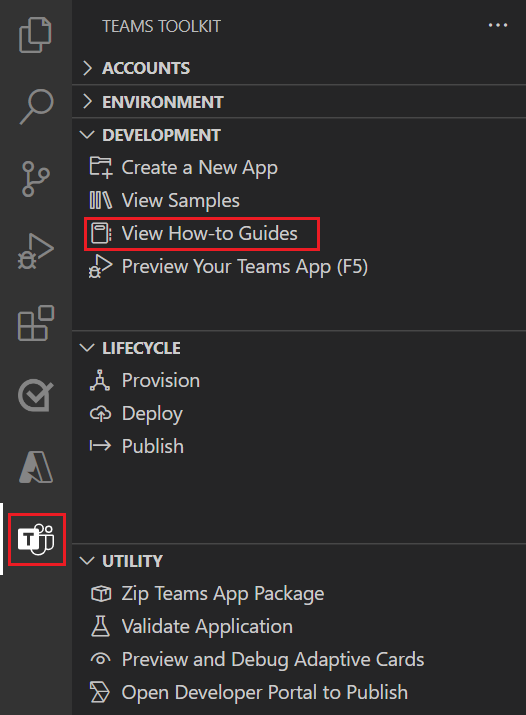 TEAMS TOOLKIT
ACCOUNTS
ENVIRONMENT
DEVELOPMENT
Create a New App
View Samples
View How-to Guides
Preview Your Teams App (F5)
LIFECYCLE
Provision
Deploy
Publish
T
UTILITY
Zip Teams App Package
Validate Application
Preview and Debug Adaptive Cards
Open Developer Portal to Publish